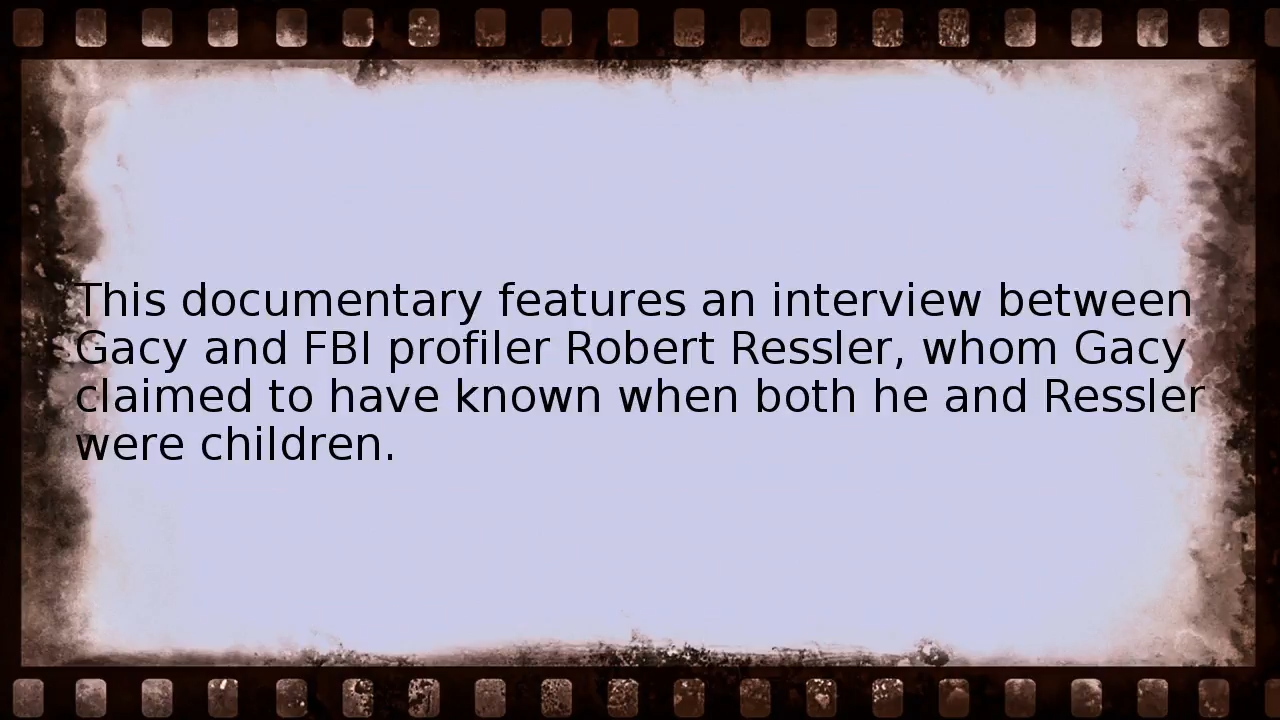 This documentary features an interview between
Gacy and FBI profiler Robert Ressler, whom Gacy
claimed to have known when both he and Ressler
were children.